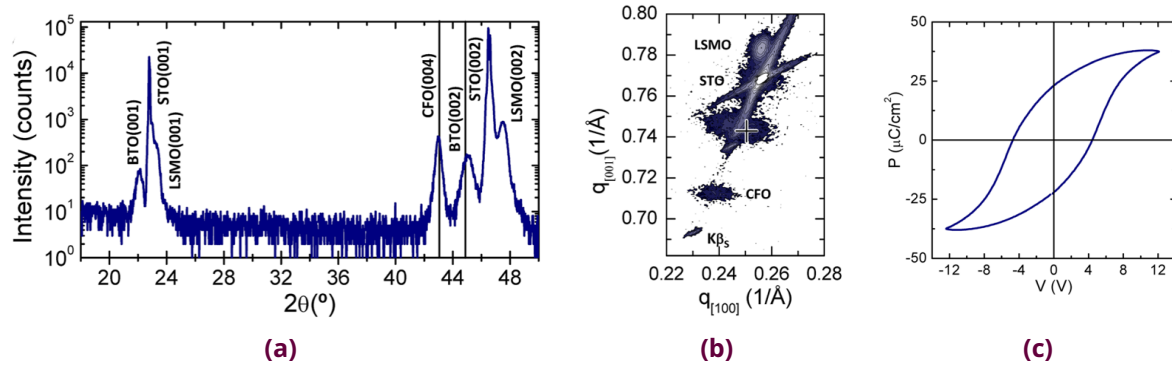 10^5
10^4
10^3
10^2
10^1
10^0
Intensity (counts)
BTO(001)
STO(001)
LSMO(001)
CFO(004)
BTO(002)
STO(002)
LSMO(002)
20 24 28 32 36 40 44 48
2θ(º)
(a)
0.80
0.78
0.76
0.74
0.72
0.70
q[001](1/Å)
LSMO
STO
CFO
Kβs
0.22 0.24 0.26 0.28
q[100] (1/Å)
(b)
50
25
0
-25
-50
P (μC/cm²)
-12 -8 -4 0 4 8 12
V (V)
(c)